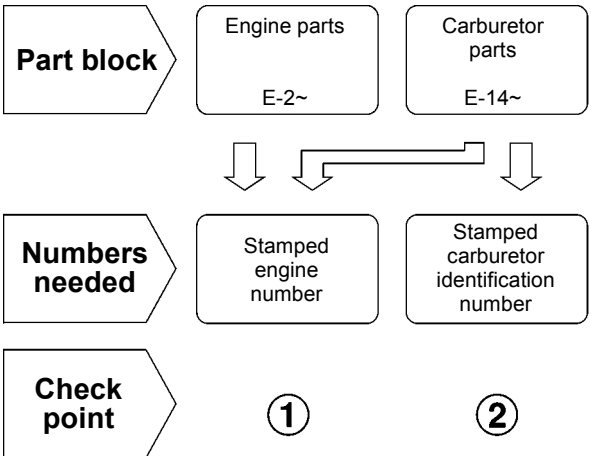 Part block
Engine parts
E-2~
Carburetor
parts
E-14~
Numbers
needed
Stamped
engine
number
Stamped
carburetor
identification
number
Check
point
①
②